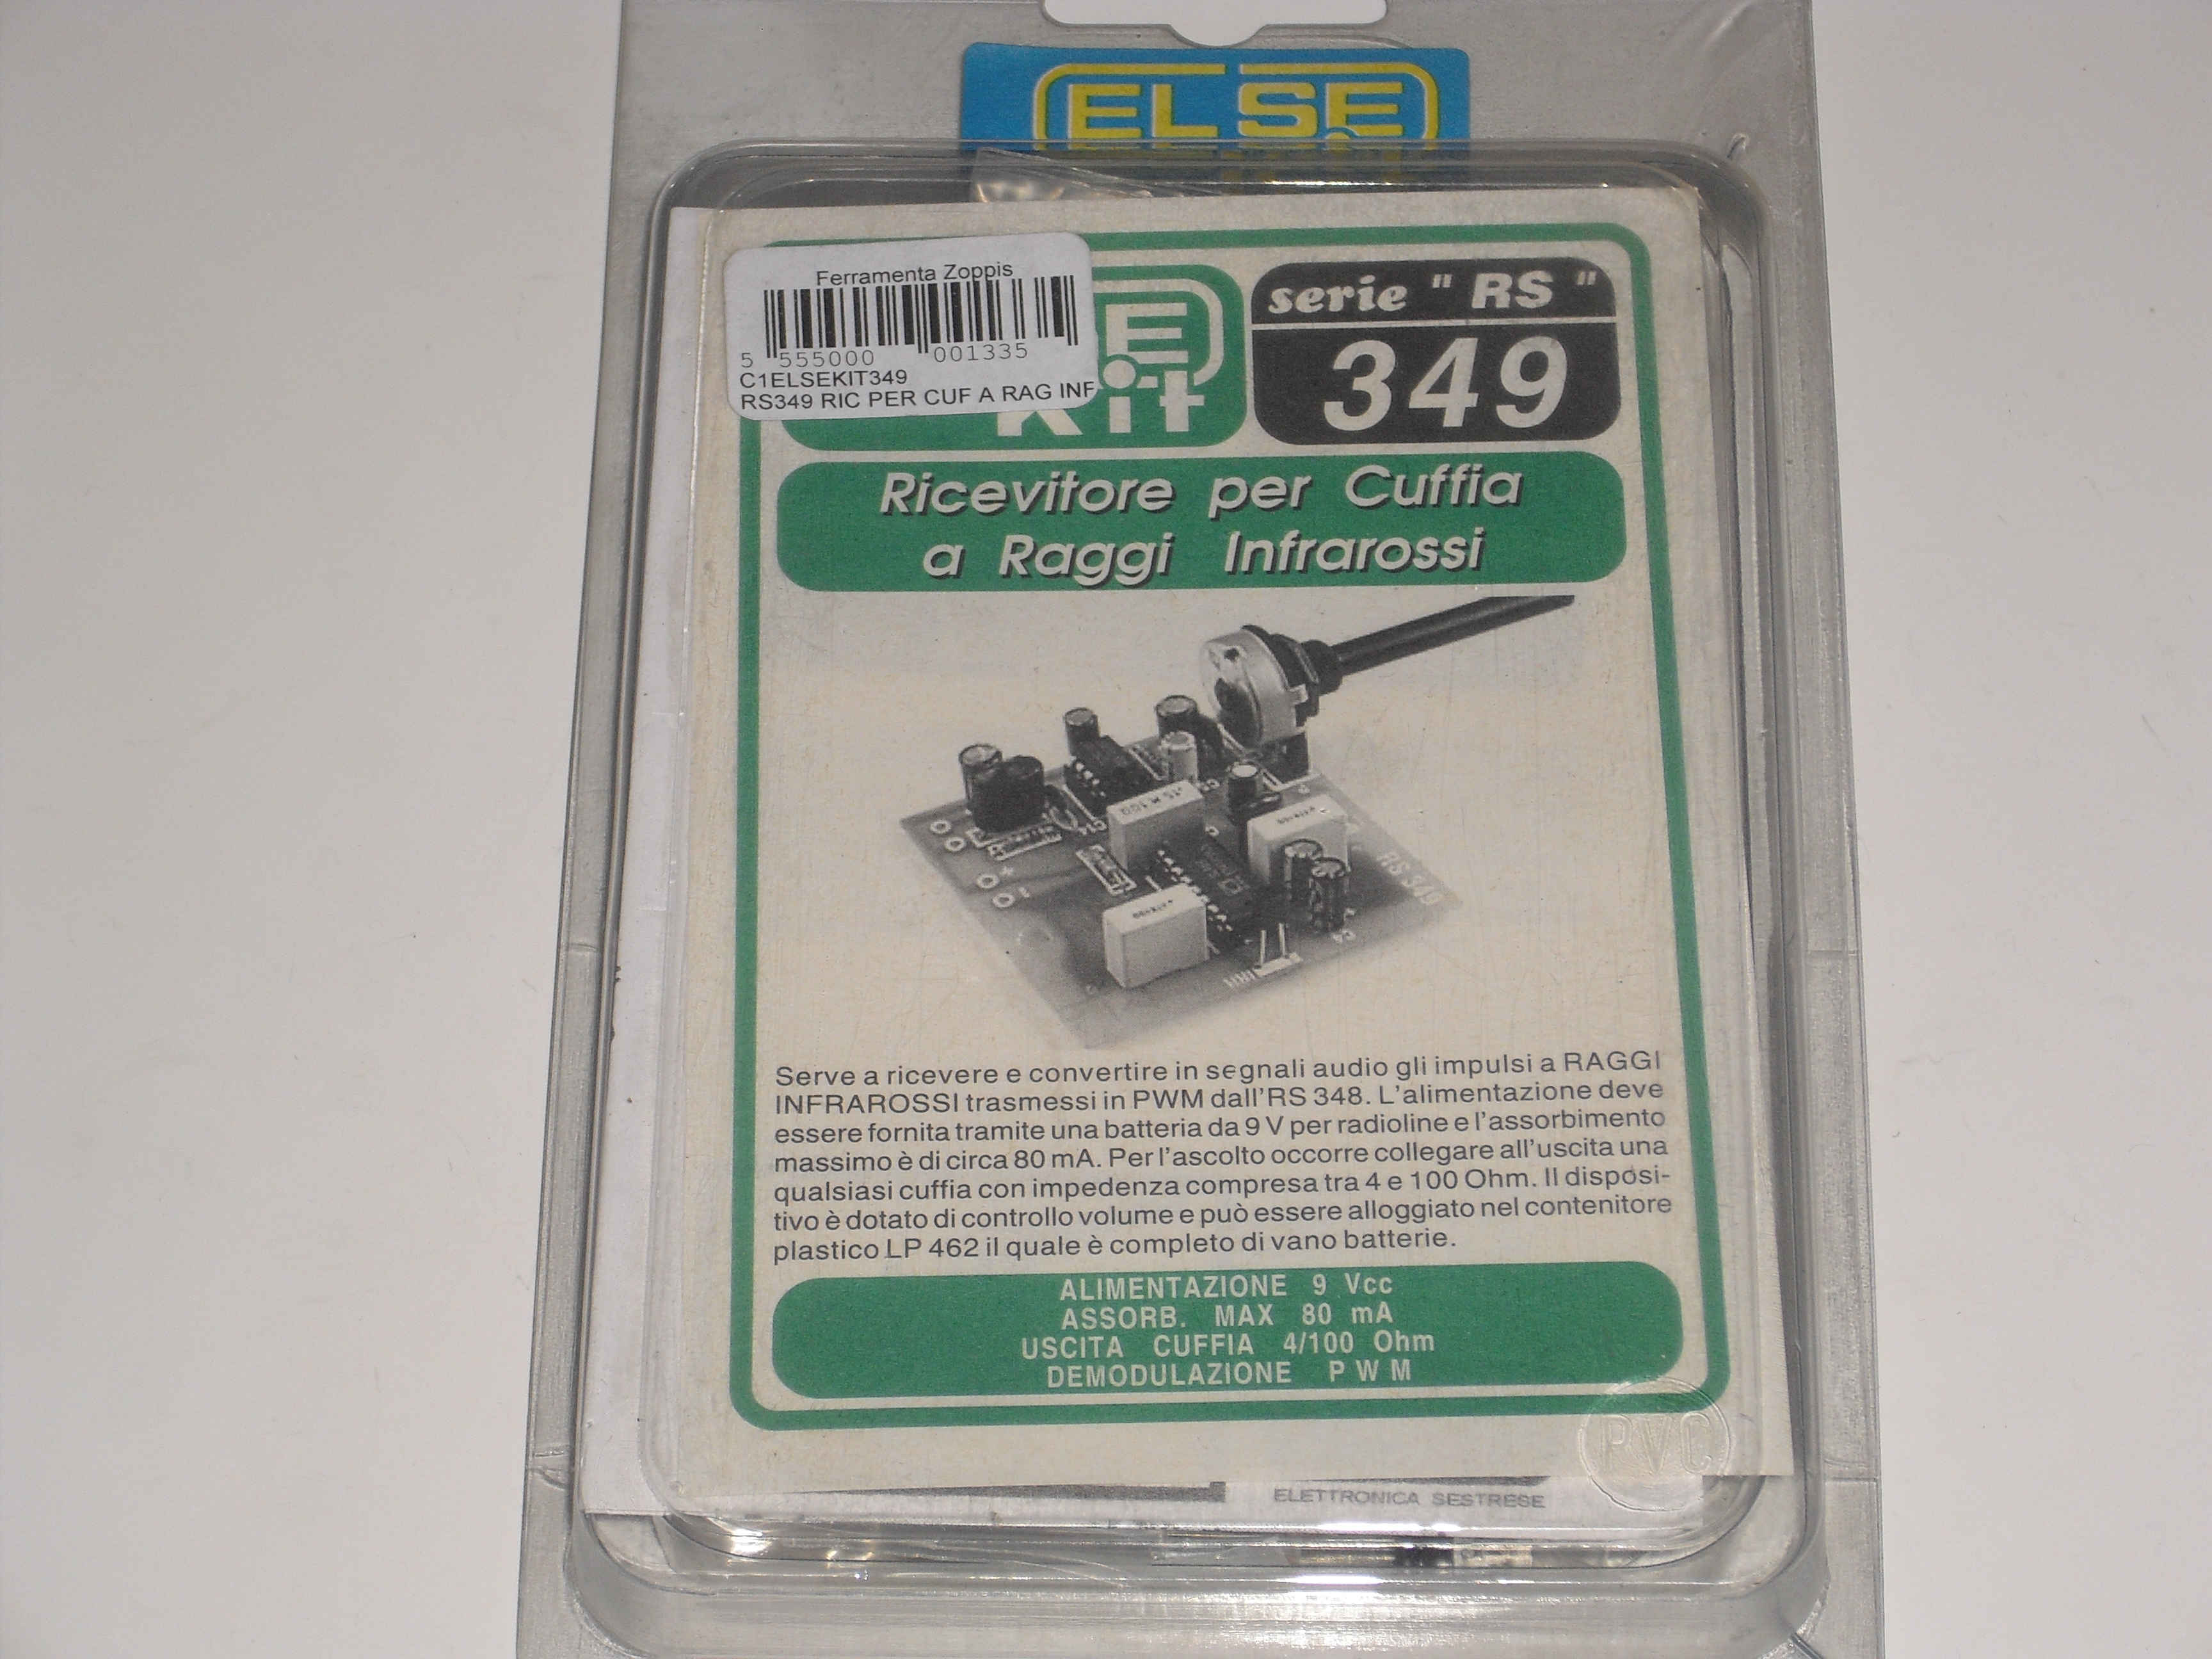 ELSE
Ferramenta Zoppis
5 555000 001335
C1ELSEKIT349
RS349 RIC PER CUF A RAG INF
E
Kit
serie " RS "
349
Ricevitore per Cuffia
a Raggi Infrarossi
RS 349
Serve a ricevere e convertire in segnali audio gli impulsi a RAGGI
INFRAROSSI trasmessi in PWM dall'RS 348. L'alimentazione deve
essere fornita tramite una batteria da 9 V per radioline e l'assorbimento
massimo è di circa 80 mA. Per l'ascolto occorre collegare all'uscita una
qualsiasi cuffia con impedenza compresa tra 4 e 100 Ohm. Il disposi-
tivo è dotato di controllo volume e può essere alloggiato nel contenitore
plastico LP 462 il quale è completo di vano batterie.
ALIMENTAZIONE 9 Vcc
ASSORB. MAX 80 mA
USCITA CUFFIA 4/100 Ohm
DEMODULAZIONE P W M
PVC
ELETTRONICA SESTRESE